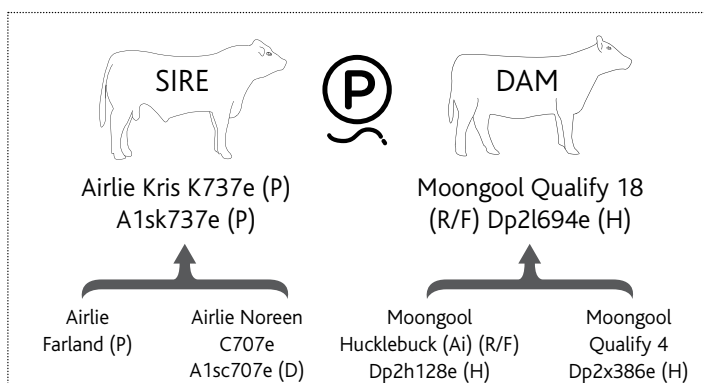 SIRE
P
DAM
Airlie Kris K737e (P)
A1sk737e (P)
Moongool Qualify 18
(R/F) Dp2l694e (H)
Airlie
Farland (P)
Airlie Noreen
C707e
A1sc707e (D)
Moongool
Hucklebuck (Ai) (R/F)
Dp2h128e (H)
Moongool
Qualify 4
Dp2x386e (H)